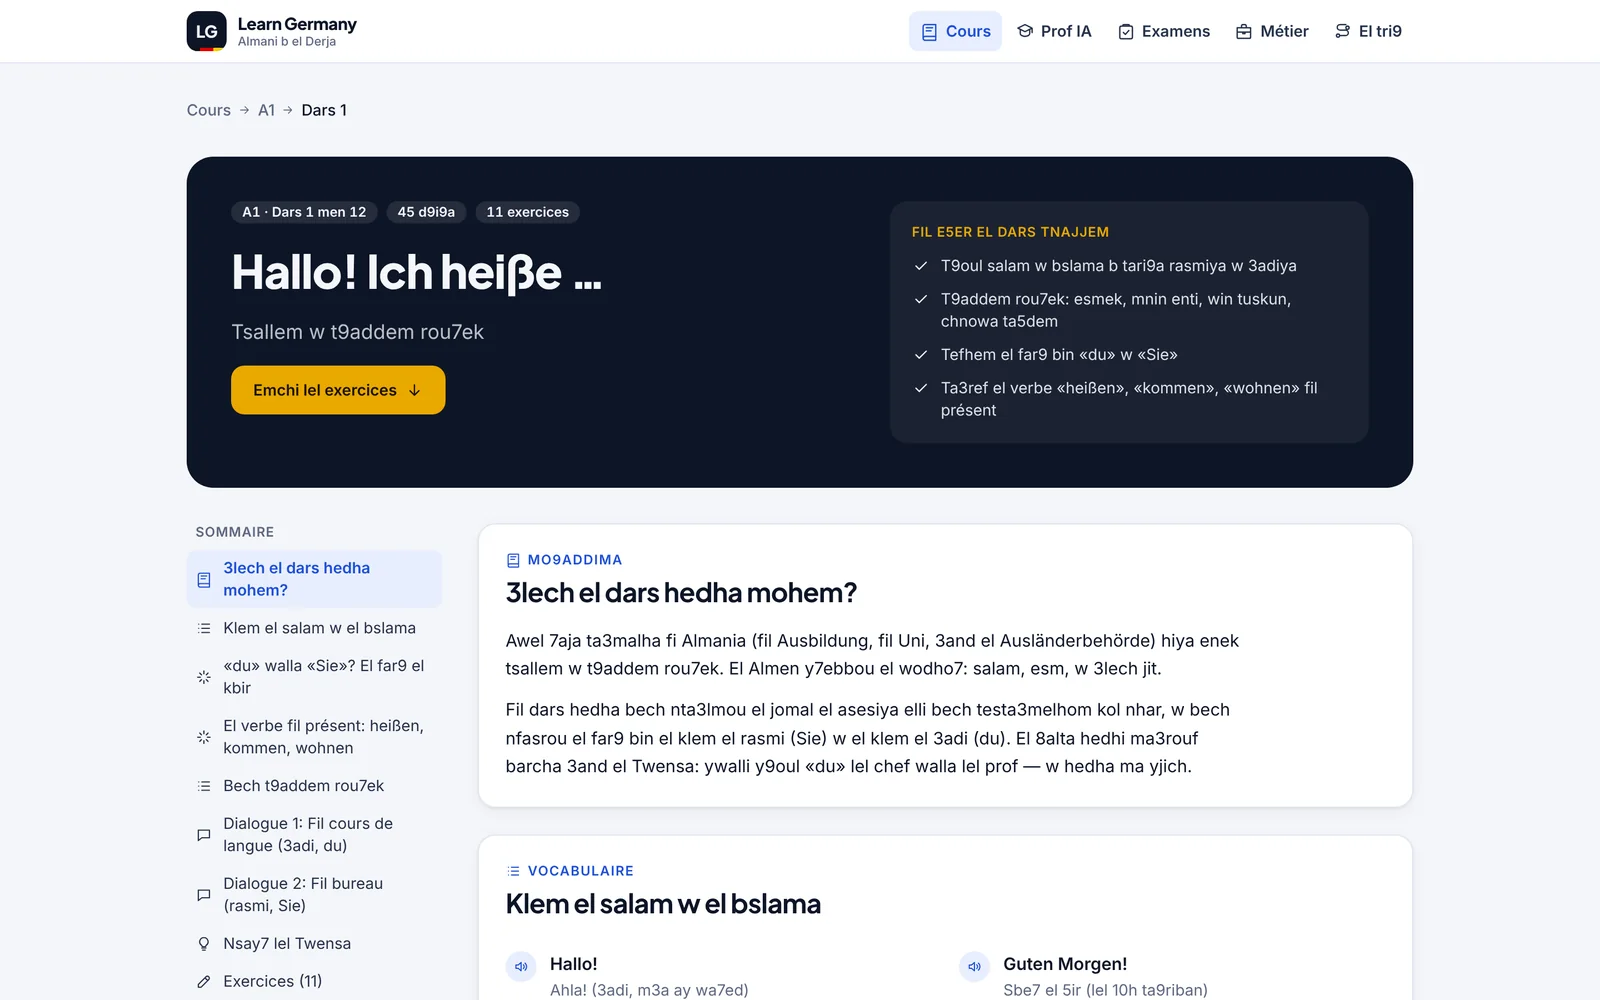 LG
Learn Germany
Almani b el Derja
Cours
Prof IA
Examens
Métier
El tri9
Cours → A1 → Dars 1
A1 · Dars 1 men 12
45 d9i9a
11 exercices
Hallo! Ich heiße ...
Tsallem w t9addem rou7ek
Emchi lel exercices ↓
FIL E5ER EL DARS TNAJJEM
T9oul salam w bslama b tari9a rasmiya w 3adiya
T9addem rou7ek: esmek, mnin enti, win tuskun,
chnowa ta5dem
Tefhem el far9 bin «du» w «Sie»
Ta3ref el verbe «heißen», «kommen», «wohnen» fil
présent
SOMMAIRE
3lech el dars hedha
mohem?
Klem el salam w el bslama
«du» walla «Sie»? El far9 el
kbir
El verbe fil présent: heißen,
kommen, wohnen
Bech t9addem rou7ek
Dialogue 1: Fil cours de
langue (3adi, du)
Dialogue 2: Fil bureau
(rasmi, Sie)
Nsay7 lel Twensa
Exercices (11)
MO9ADDIMA
3lech el dars hedha mohem?
Awel 7aja ta3malha fi Almania (fil Ausbildung, fil Uni, 3and el Ausländerbehörde) hiya enek
tsallem w t9addem rou7ek. El Almen y7ebbou el wodho7: salam, esm, w 3lech jit.
Fil dars hedha bech nta3lmou el jomal el asesiya elli bech testa3melhom kol nhar, w bech
nfasrou el far9 bin el klem el rasmi (Sie) w el klem el 3adi (du). El 8alta hedhi ma3rouf
barcha 3and el Twensa: ywalli y9oul «du» lel chef walla lel prof — w hedha ma yjich.
VOCABULAIRE
Klem el salam w el bslama
Hallo!
Ahla! (3adi, m3a ay wa7ed)
Guten Morgen!
Sbe7 el 5ir (lel 10h ta9riban)